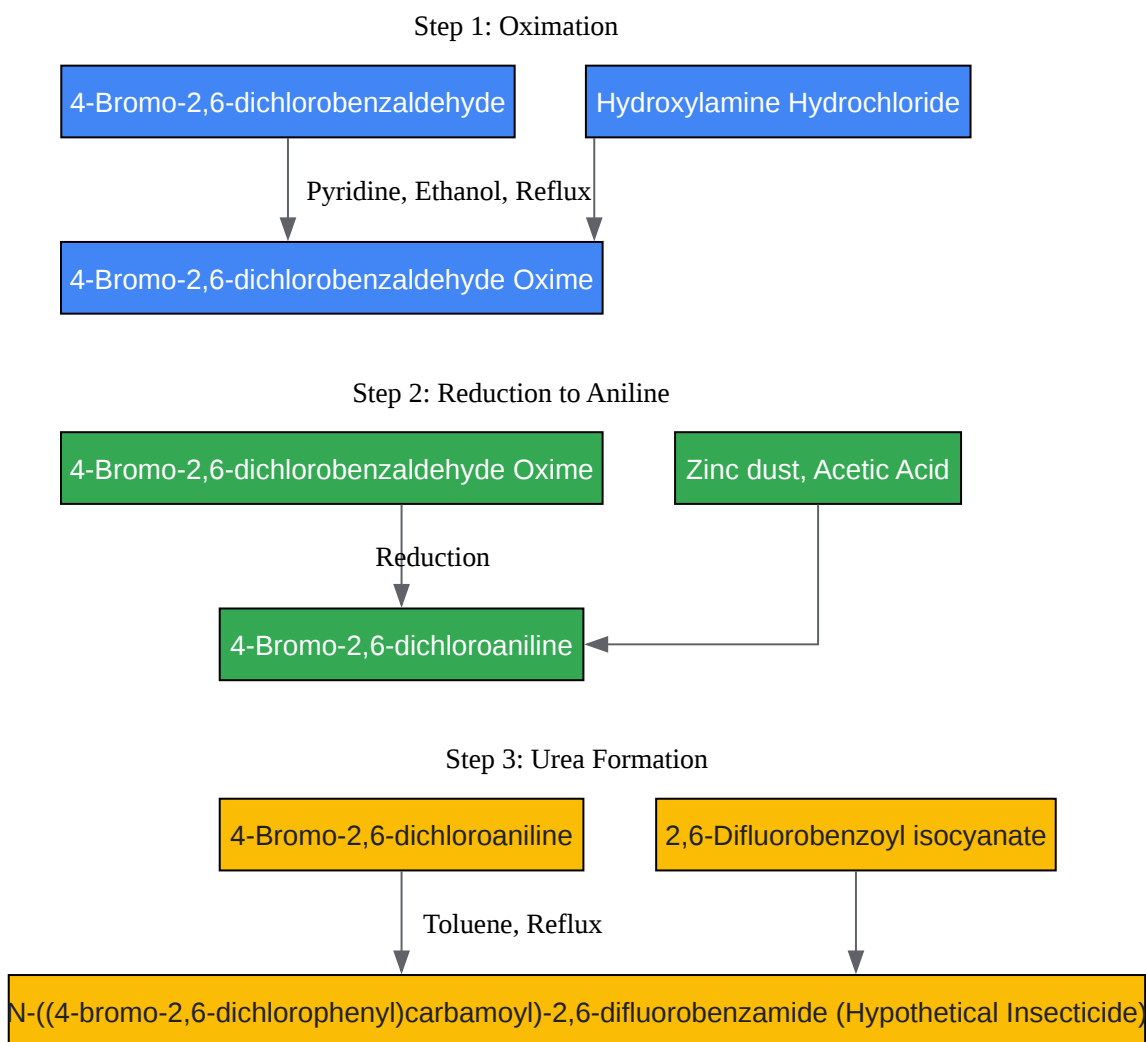 Step 1: Oximation
4-Bromo-2,6-dichlorobenzaldehyde
Hydroxylamine Hydrochloride
Pyridine, Ethanol, Reflux
4-Bromo-2,6-dichlorobenzaldehyde Oxime
Step 2: Reduction to Aniline
4-Bromo-2,6-dichlorobenzaldehyde Oxime
Zinc dust, Acetic Acid
Reduction
4-Bromo-2,6-dichloroaniline
Step 3: Urea Formation
4-Bromo-2,6-dichloroaniline
2,6-Difluorobenzoyl isocyanate
Toluene, Reflux
N-((4-bromo-2,6-dichlorophenyl)carbamoyl)-2,6-difluorobenzamide (Hypothetical Insecticide)